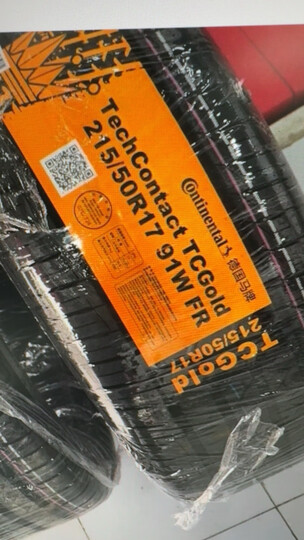 Continental 德国马牌
TechContact TCGold
215/50R17 91W FR
TCGold
215/50R17